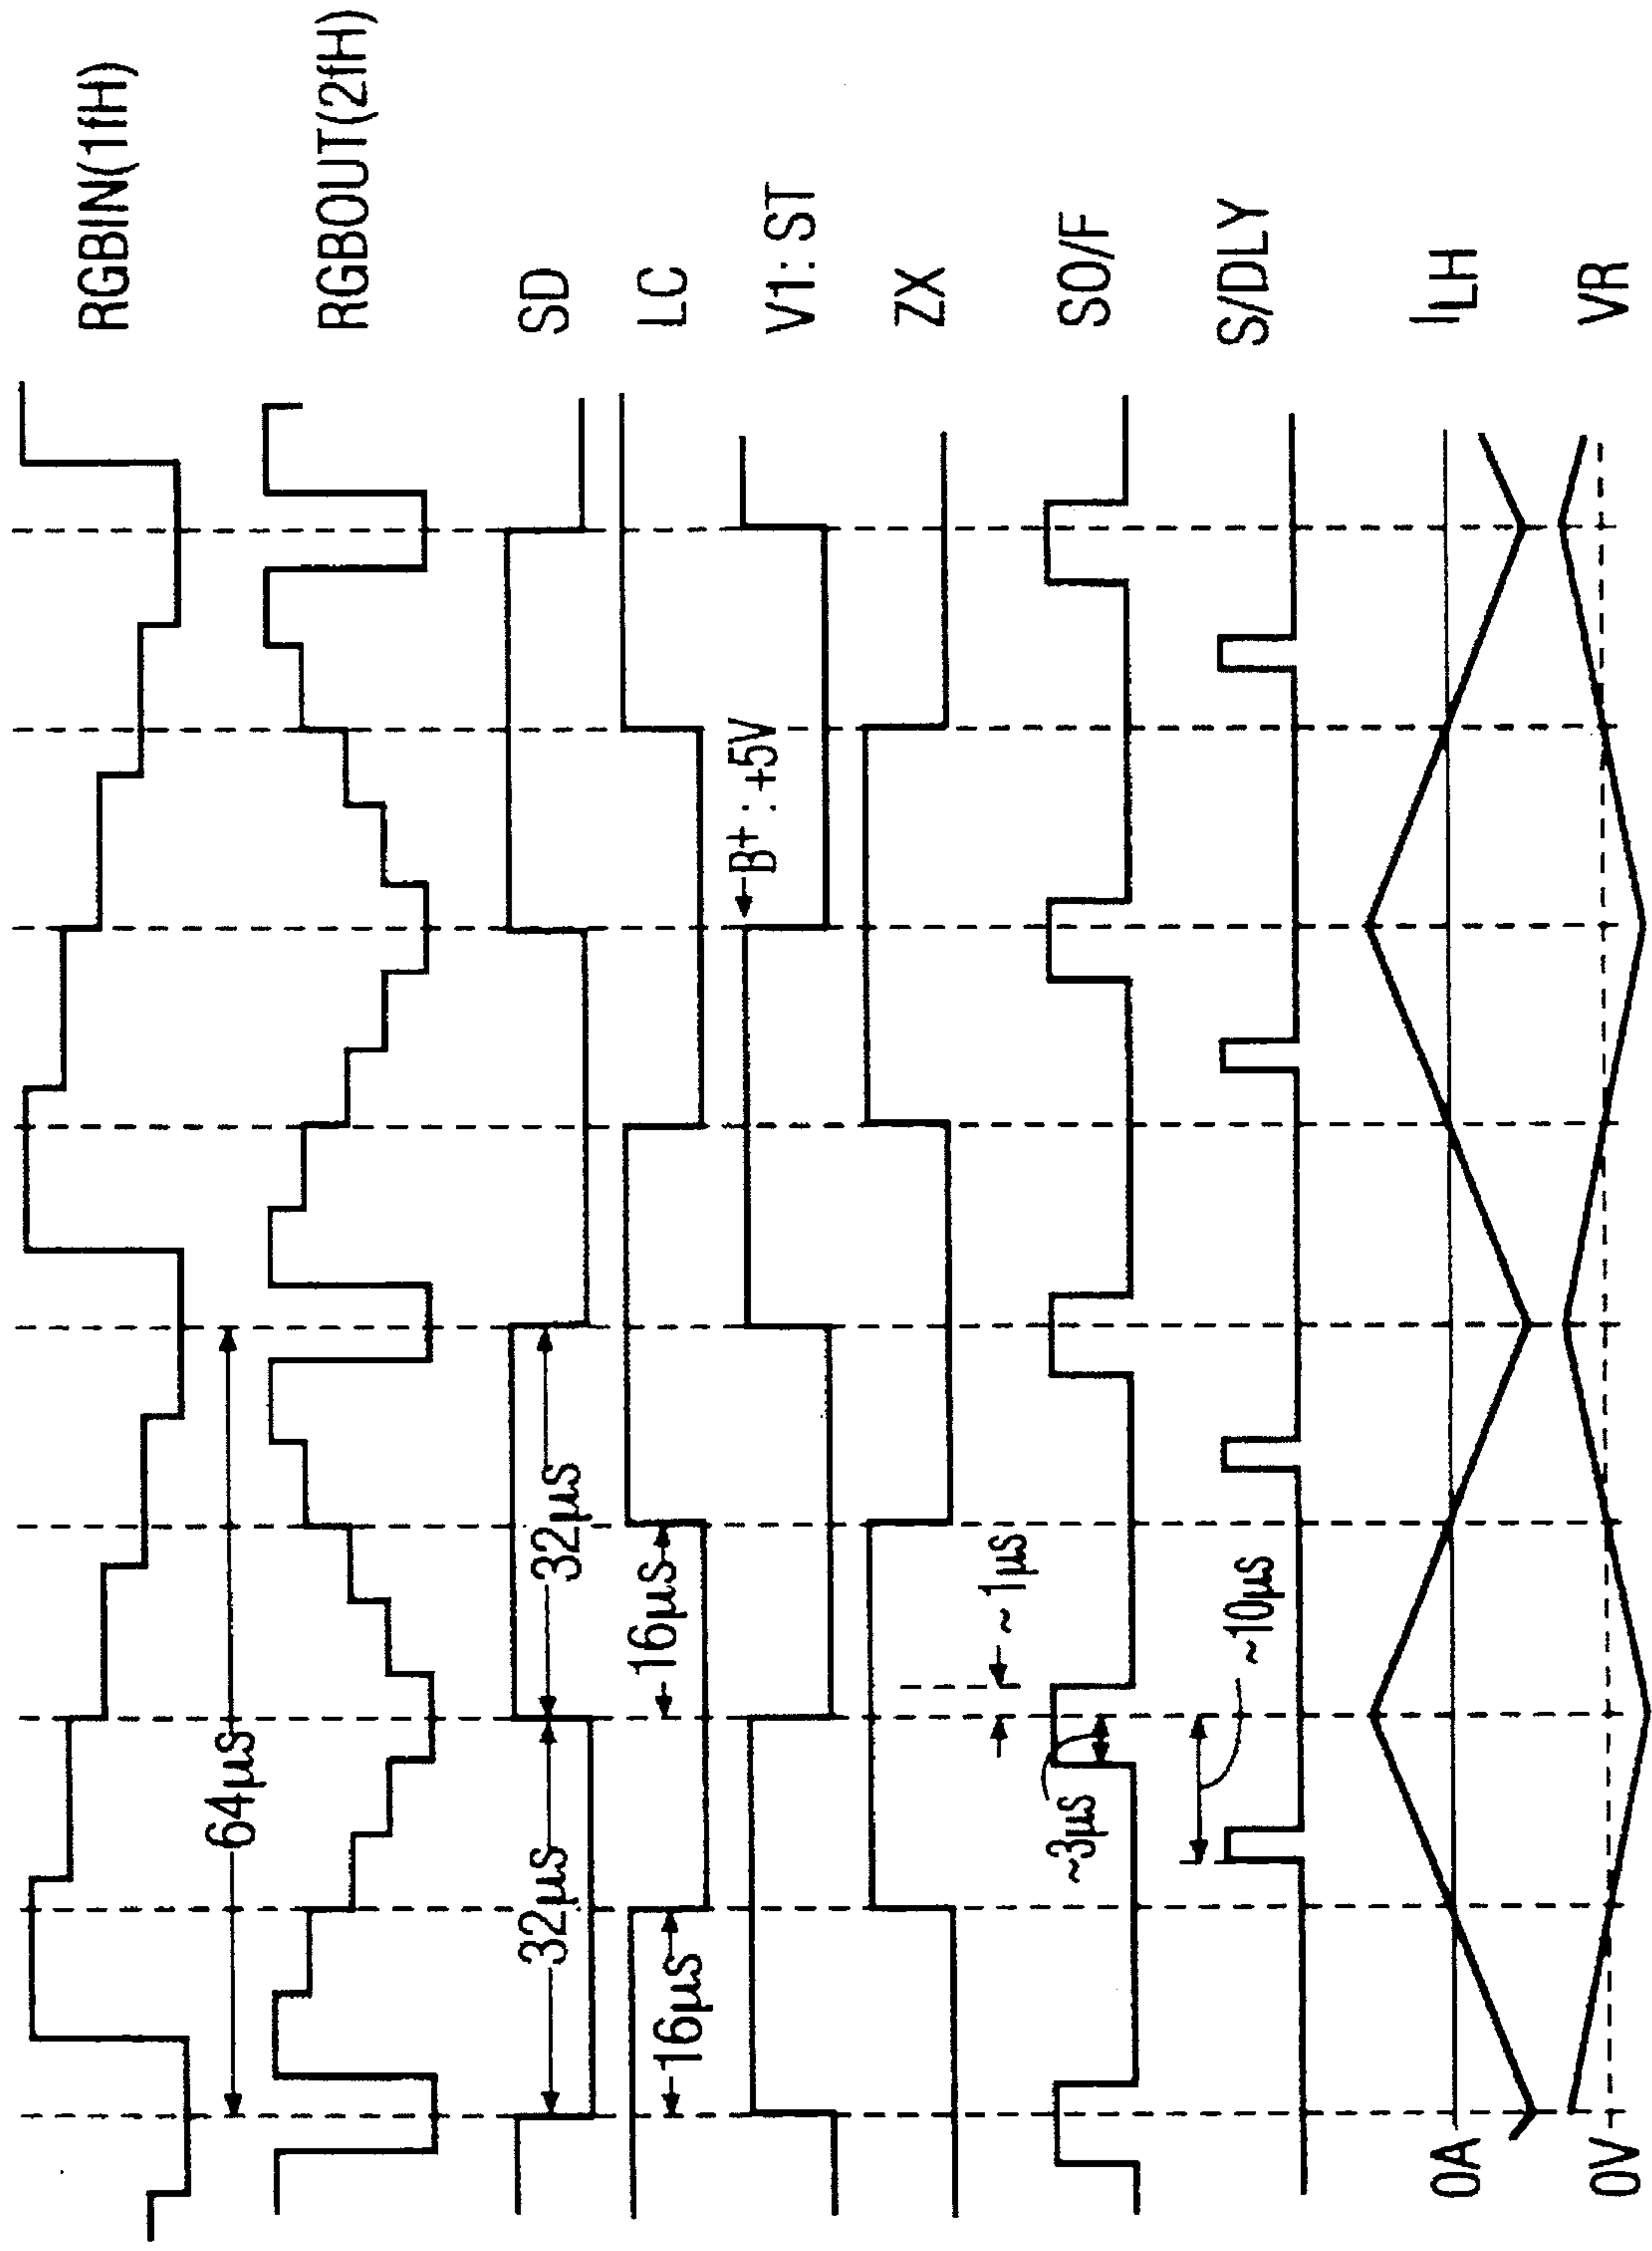 RGBIN(1fH)
RGBOUT(2fH)
SD
LC
V1: ST
ZX
SO/F
S/DLY
ILH
VR
64µs
32µs
32µs
16µs
16µs
B+: +5V
~3µs
~1µs
~10µs
0A
0V